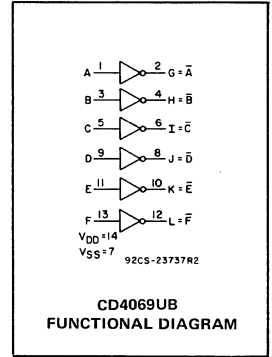 A 1 2 G = A̅
B 3 4 H = B̅
C 5 6 I = C̅
D 9 8 J = D̅
E 11 10 K = E̅
F 13 12 L = F̅
VDD = 14
VSS = 7
92CS-23737R2
CD4069UB
FUNCTIONAL DIAGRAM